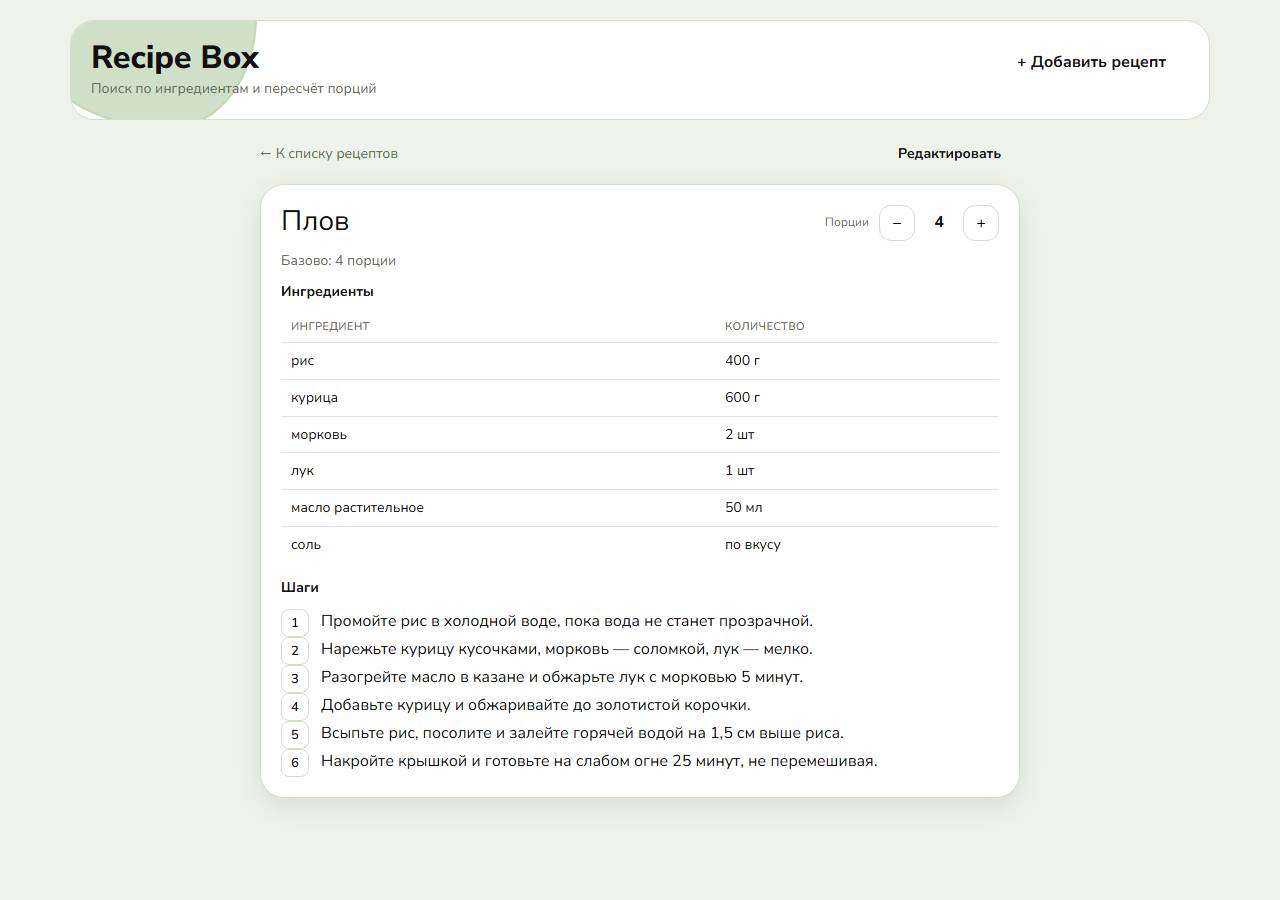 Recipe Box
Поиск по ингредиентам и пересчёт порций
+ Добавить рецепт
← К списку рецептов
Редактировать
Плов
Порции − 4 +
Базово: 4 порции
Ингредиенты
ИНГРЕДИЕНТ КОЛИЧЕСТВО
рис 400 г
курица 600 г
морковь 2 шт
лук 1 шт
масло растительное 50 мл
соль по вкусу
Шаги
1 Промойте рис в холодной воде, пока вода не станет прозрачной.
2 Нарежьте курицу кусочками, морковь — соломкой, лук — мелко.
3 Разогрейте масло в казане и обжарьте лук с морковью 5 минут.
4 Добавьте курицу и обжаривайте до золотистой корочки.
5 Всыпьте рис, посолите и залейте горячей водой на 1,5 см выше риса.
6 Накройте крышкой и готовьте на слабом огне 25 минут, не перемешивая.